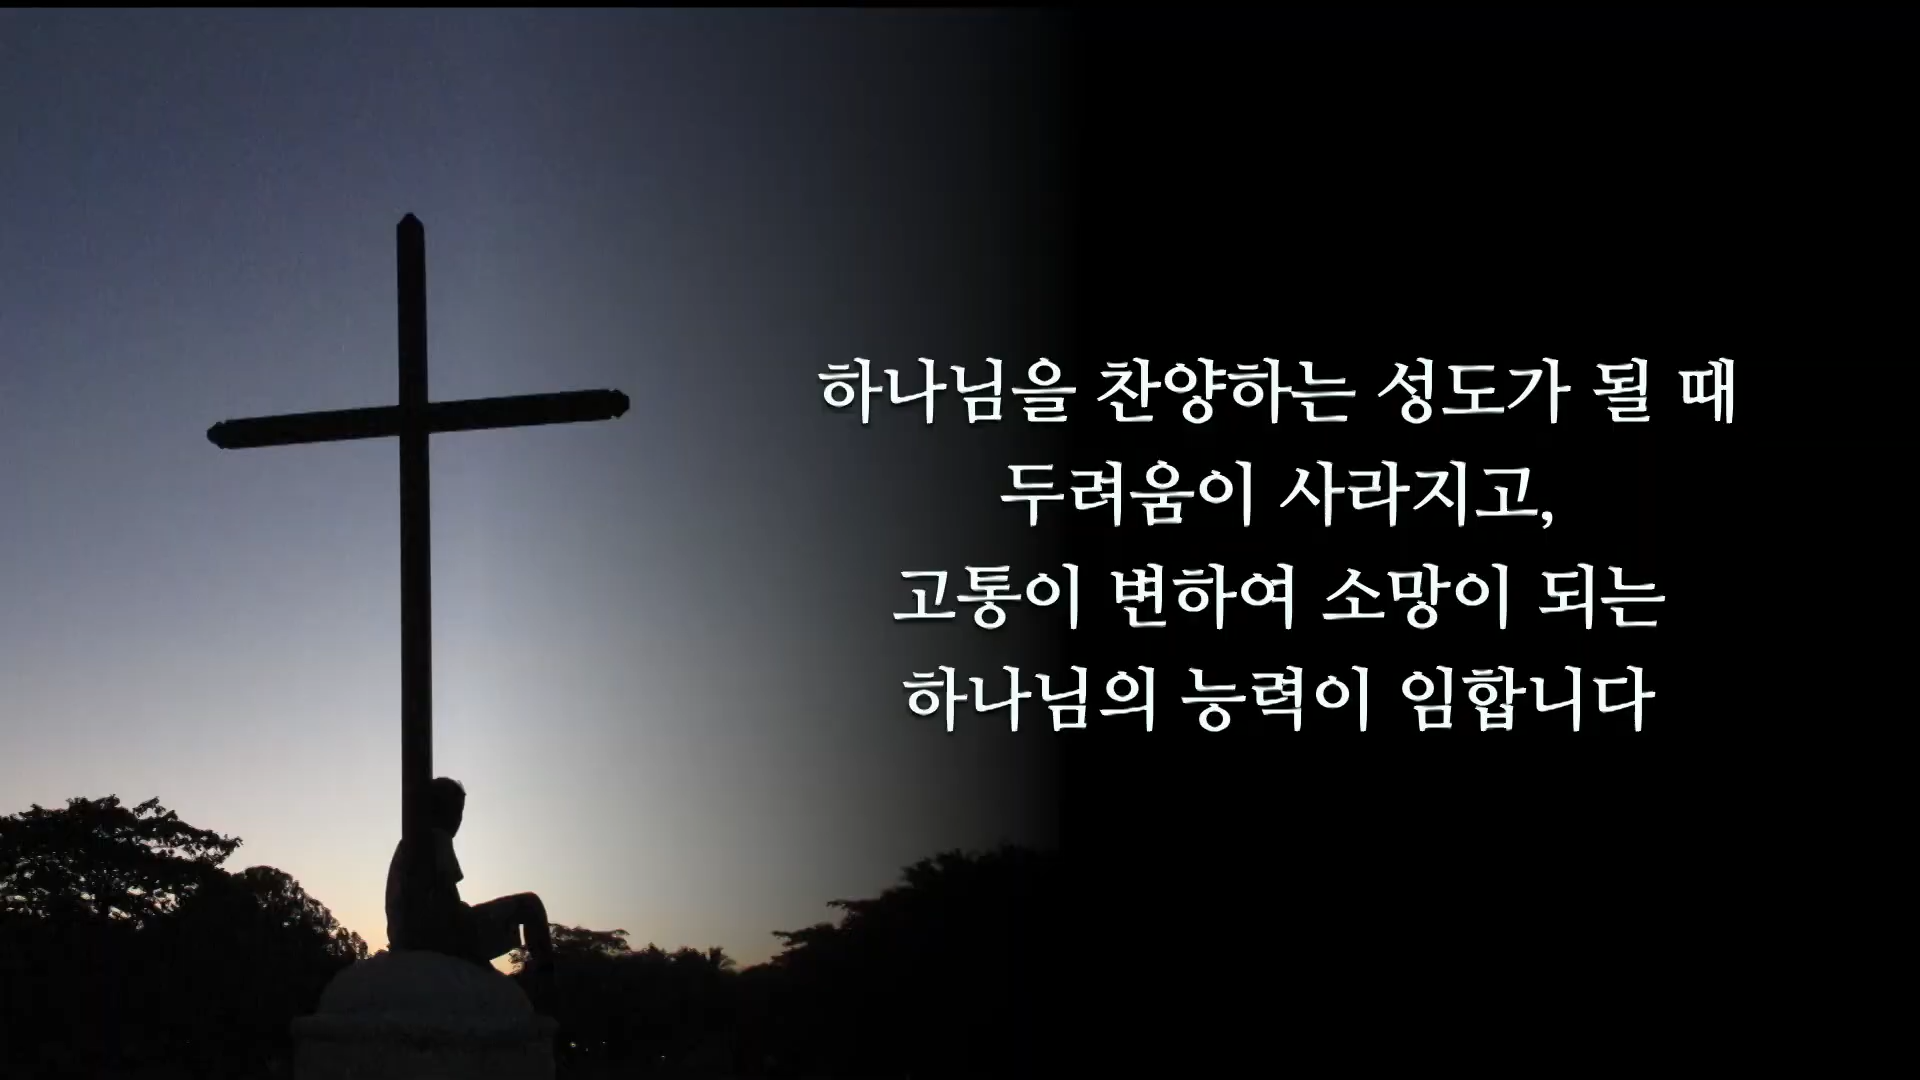 하나님을 찬양하는 성도가 될 때
두려움이 사라지고,
고통이 변하여 소망이 되는
하나님의 능력이 임합니다